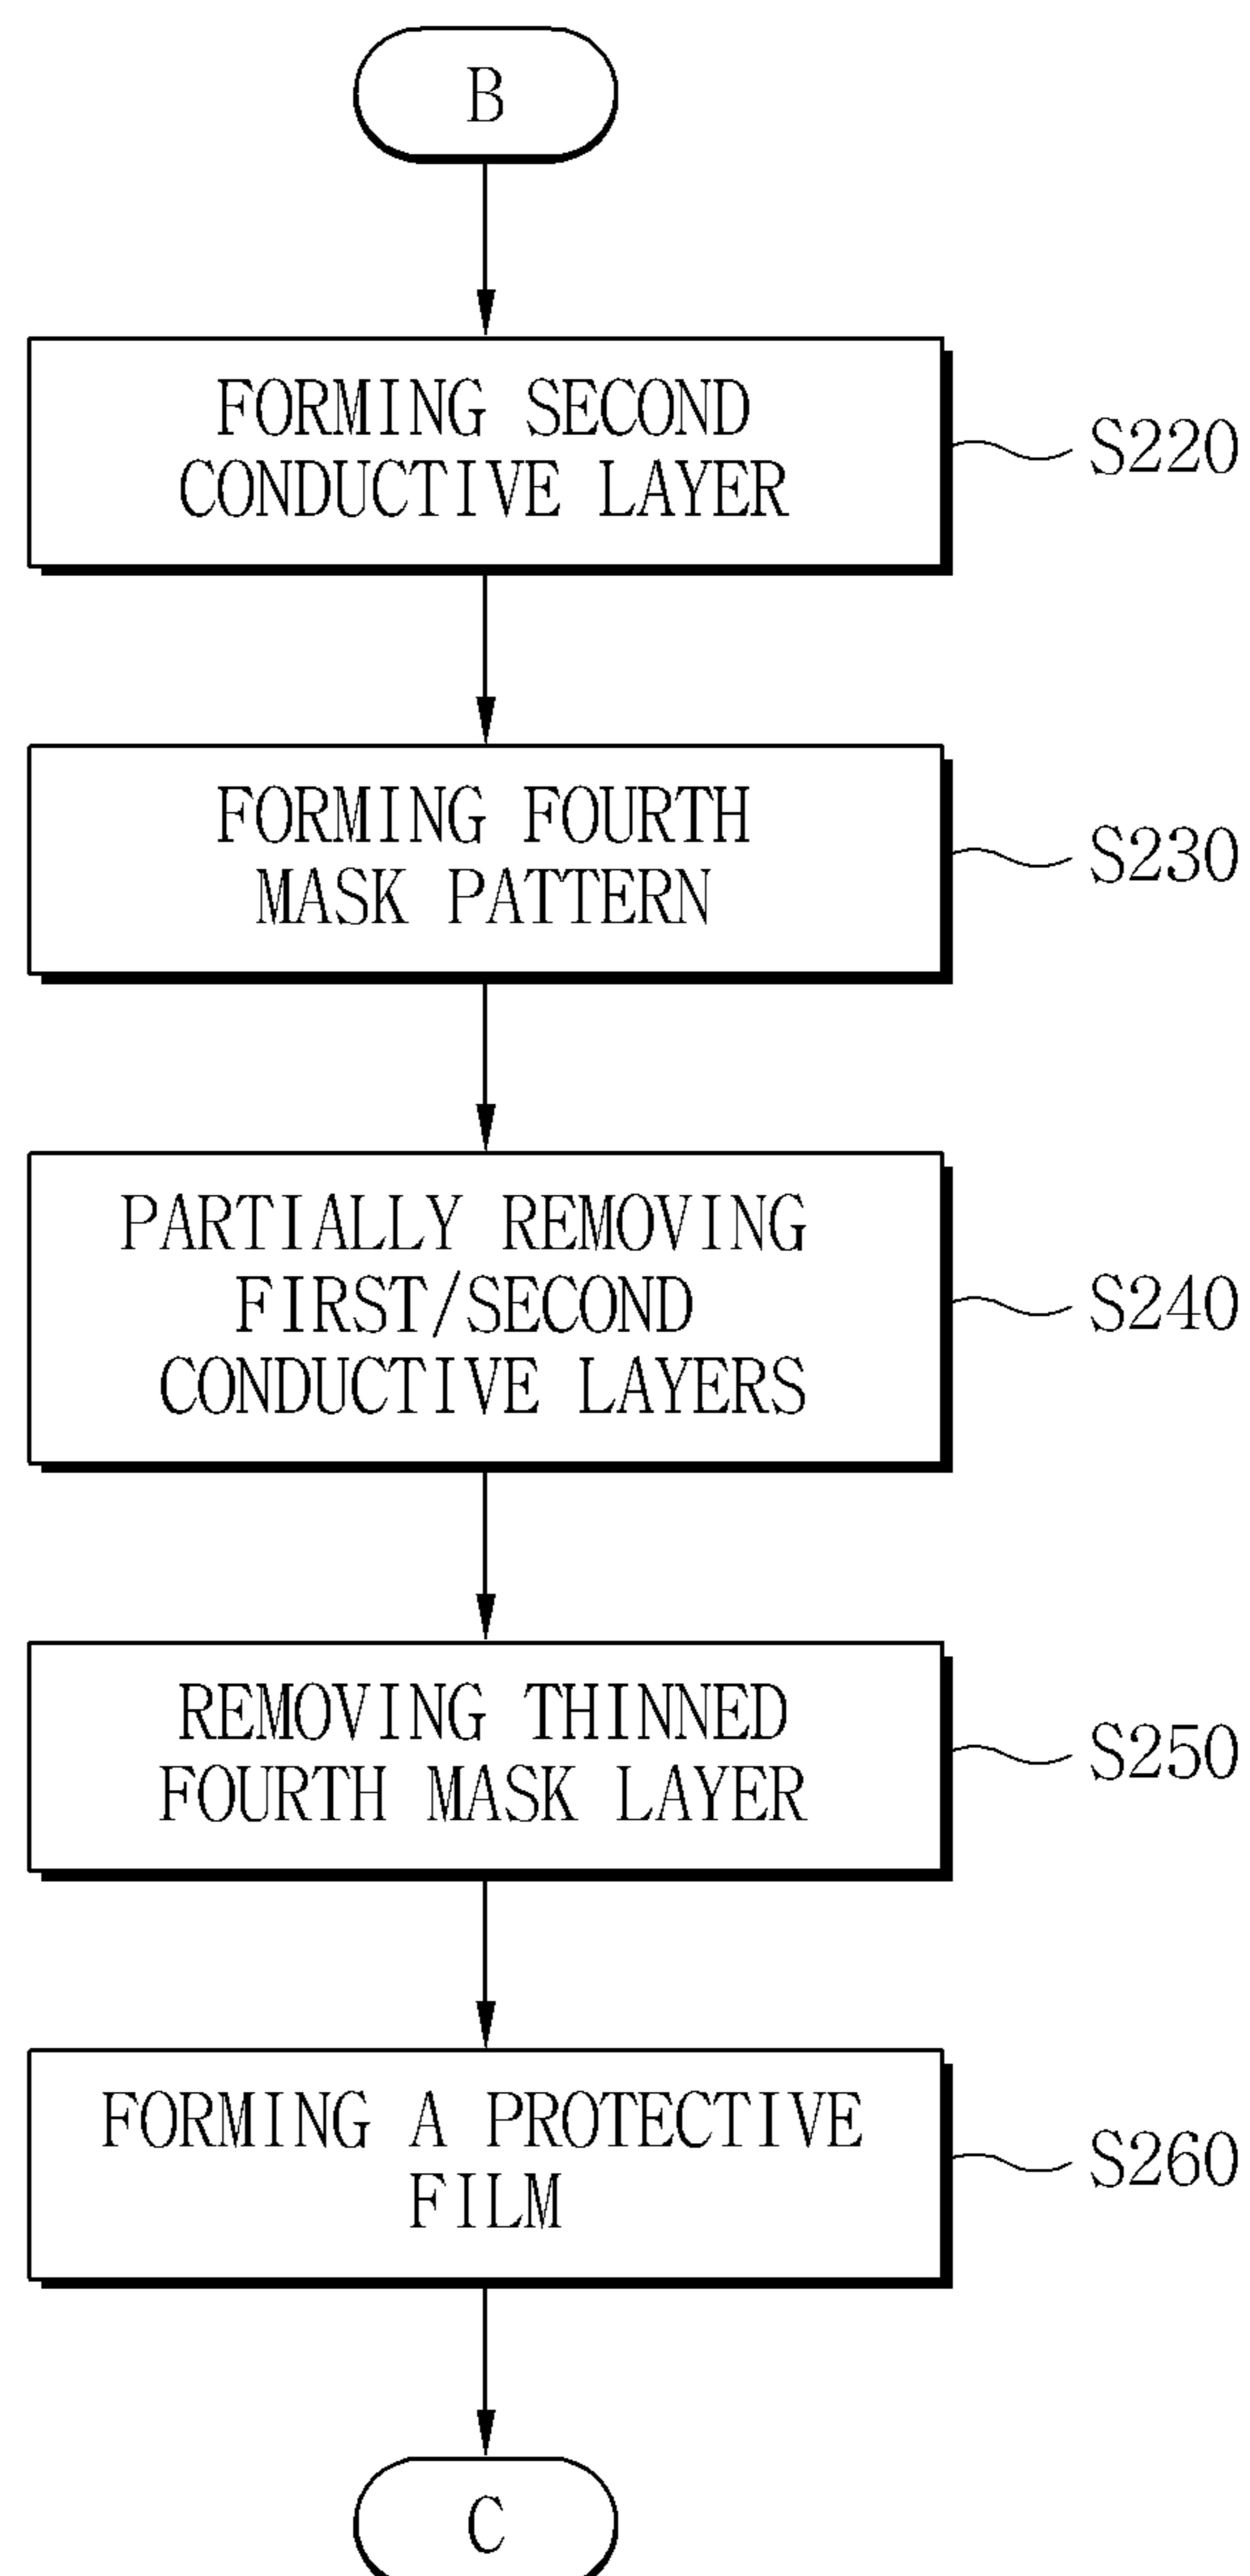 B
FORMING SECOND
CONDUCTIVE LAYER
S220
FORMING FOURTH
MASK PATTERN
S230
PARTIALLY REMOVING
FIRST/SECOND
CONDUCTIVE LAYERS
S240
REMOVING THINNED
FOURTH MASK LAYER
S250
FORMING A PROTECTIVE
FILM
S260
C